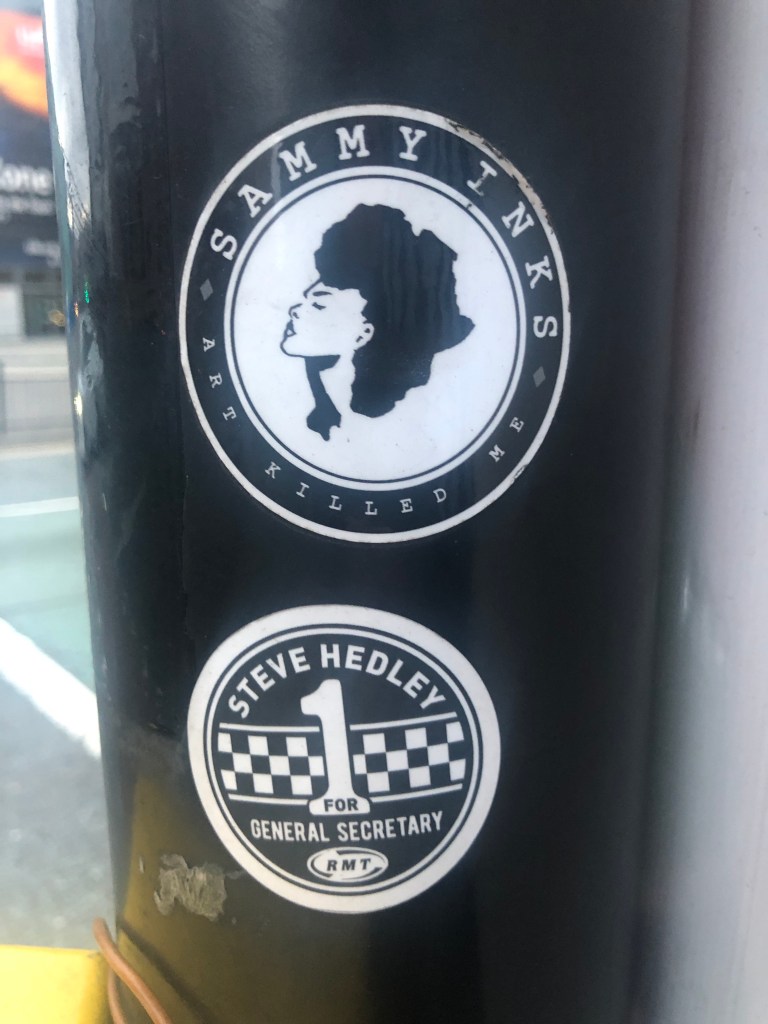 SAMMY INKS
ART KILLED ME
STEVE HEDLEY
1
FOR
GENERAL SECRETARY
RMT